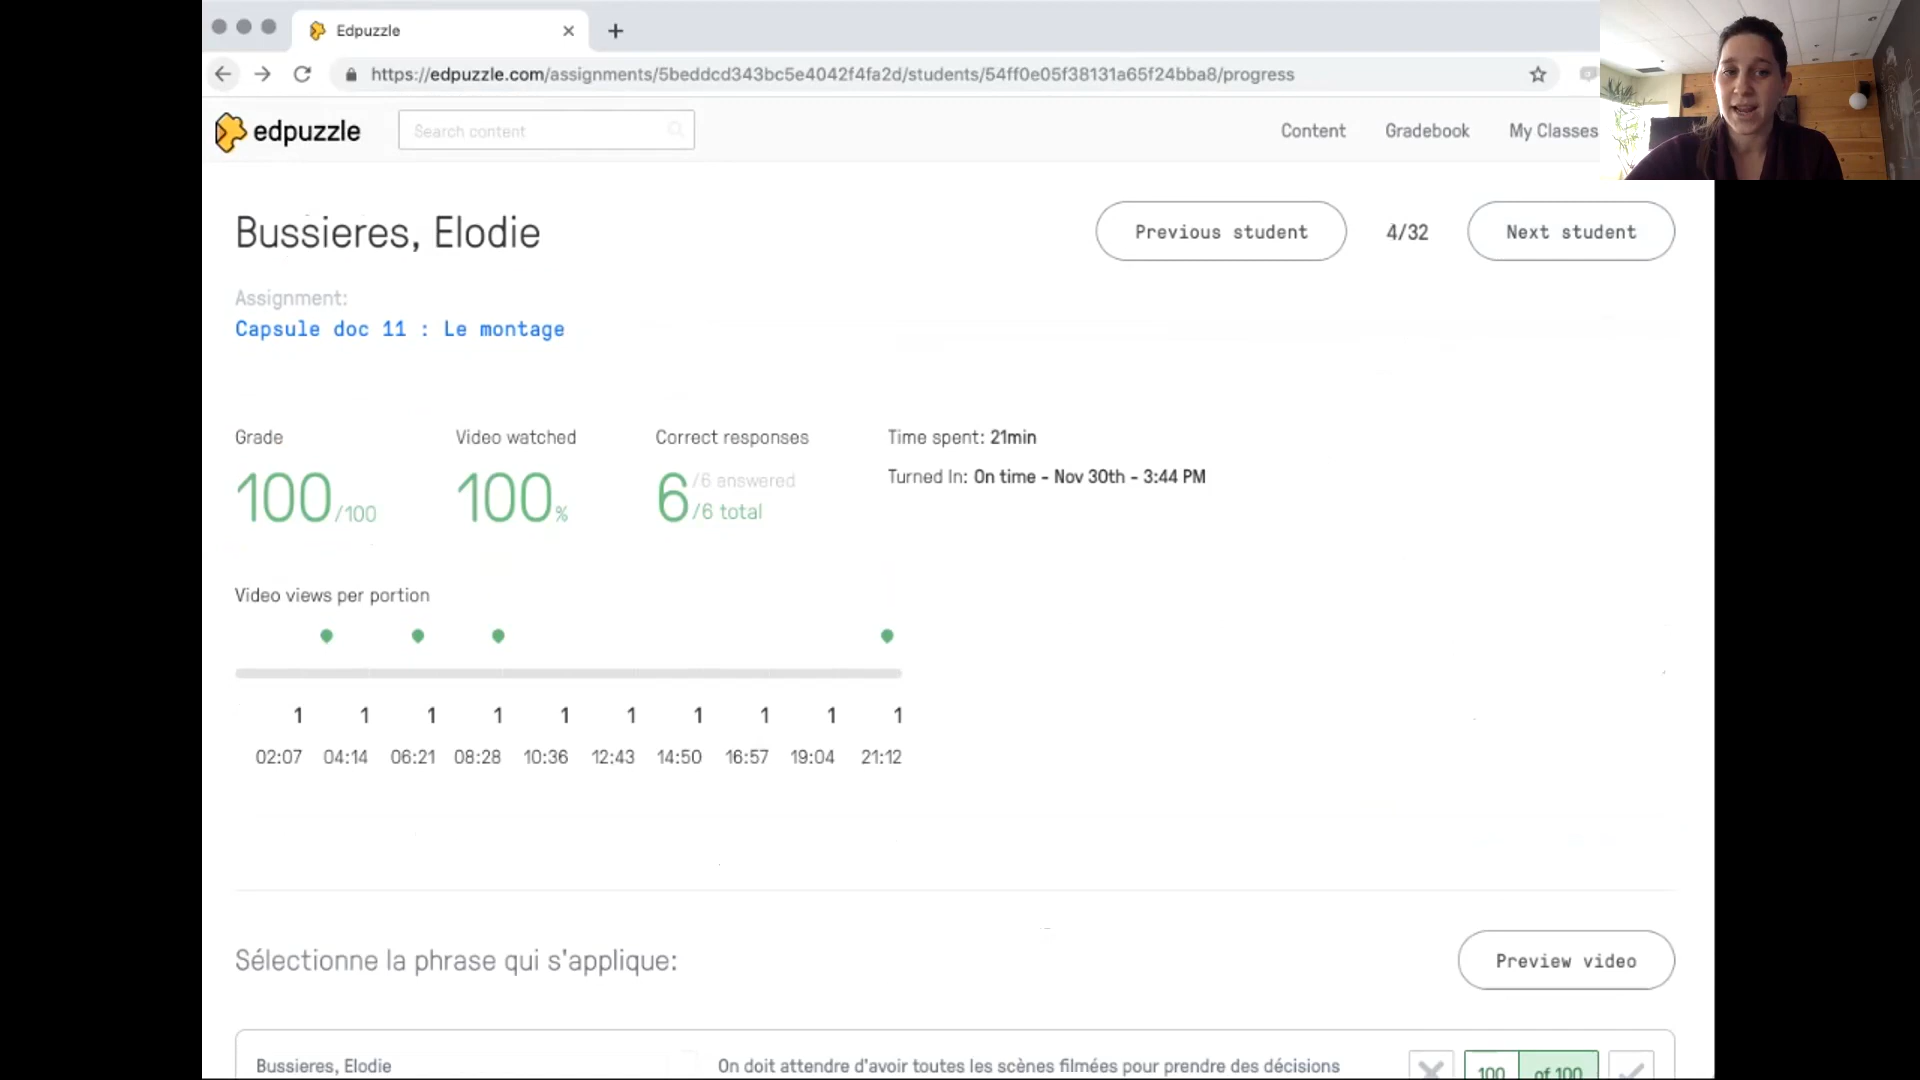 Edpuzzle
https://edpuzzle.com/assignments/5beddcd343bc5e4042f4fa2d/students/54ff0e05f38131a65f24bba8/progress
edpuzzle
Search content
Content
Gradebook
My Classes
Bussieres, Elodie
Previous student
4/32
Next student
Assignment:
Capsule doc 11 : Le montage
Grade
Video watched
Correct responses
Time spent: 21min
100 /100
100 %
6 /6 answered
/6 total
Turned In: On time - Nov 30th - 3:44 PM
Video views per portion
1 1 1 1 1 1 1 1 1 1
02:07 04:14 06:21 08:28 10:36 12:43 14:50 16:57 19:04 21:12
Sélectionne la phrase qui s'applique:
Preview video
Bussieres, Elodie
On doit attendre d'avoir toutes les scènes filmées pour prendre des décisions
100 of 100